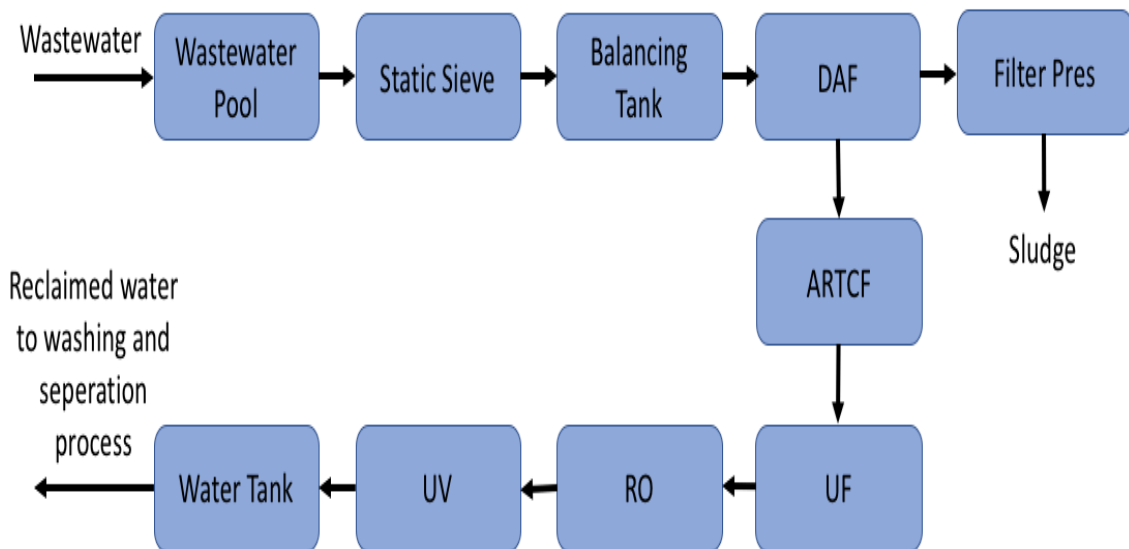 Wastewater
Wastewater
Pool
Static Sieve
Balancing
Tank
DAF
Filter Pres
Sludge
ARTCF
Reclaimed water
to washing and
seperation
process
Water Tank
UV
RO
UF